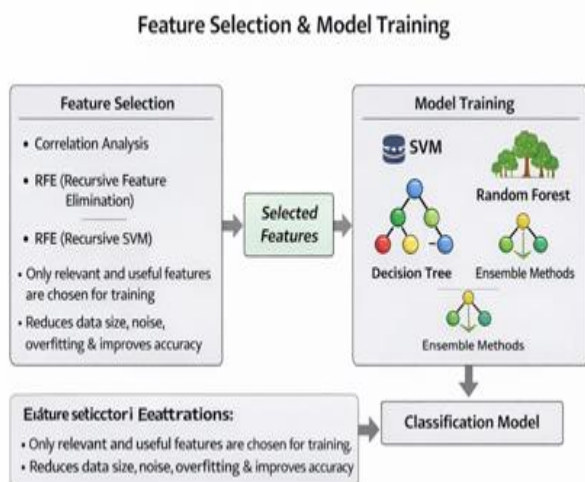 Feature Selection & Model Training
Feature Selection
• Correlation Analysis
• RFE (Recursive Feature
Elimination)
• RFE (Recursive SVM)
• Only relevant and useful features
are chosen for training
• Reduces data size, noise,
overfitting & improves accuracy
Selected
Features
Model Training
SVM
Random Forest
Decision Tree
Ensemble Methods
Ensemble Methods
Classification Model
Eattrations:
• Only relevant and useful features are chosen for training.
• Reduces data size, noise, overfitting & improves accuracy